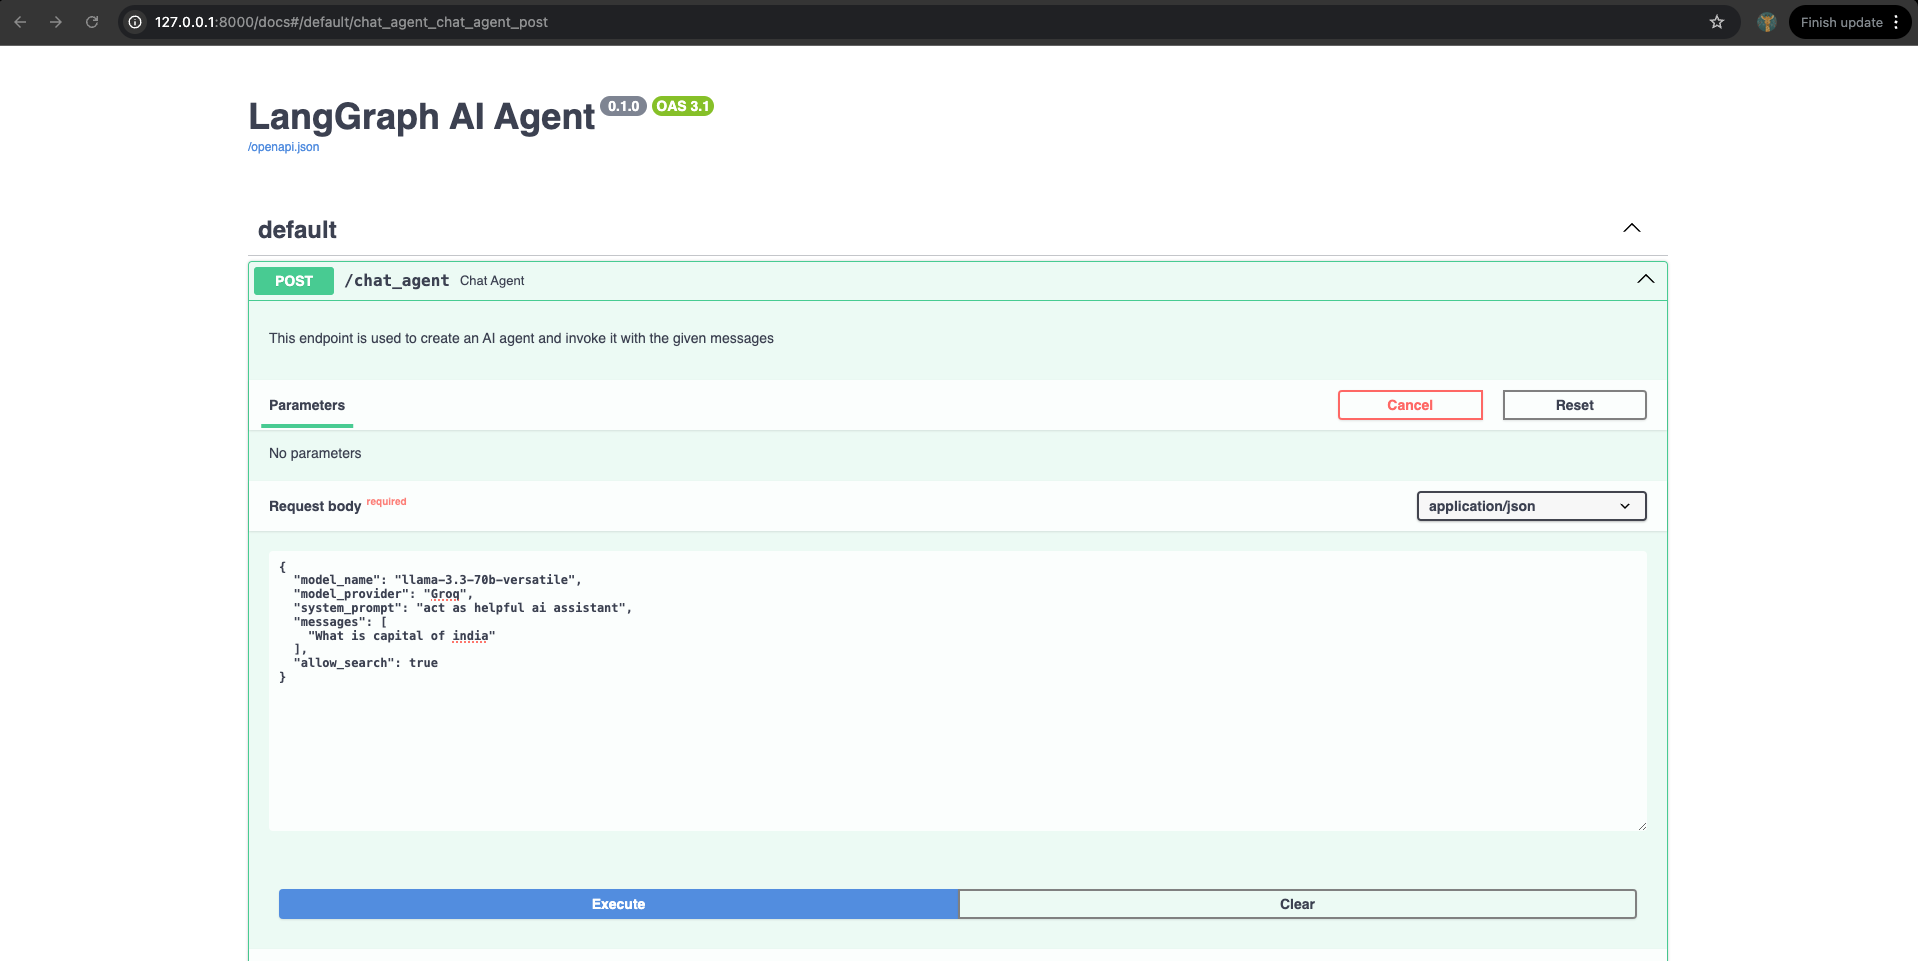 127.0.0.1:8000/docs#/default/chat_agent_chat_agent_post
Finish update
LangGraph AI Agent 0.1.0 OAS 3.1
/openapi.json
default
POST /chat_agent Chat Agent
This endpoint is used to create an AI agent and invoke it with the given messages
Parameters Cancel Reset
No parameters
Request body required application/json
{
"model_name": "llama-3.3-70b-versatile",
"model_provider": "Groq",
"system_prompt": "act as helpful ai assistant",
"messages": [
"What is capital of india"
],
"allow_search": true
}
Execute Clear